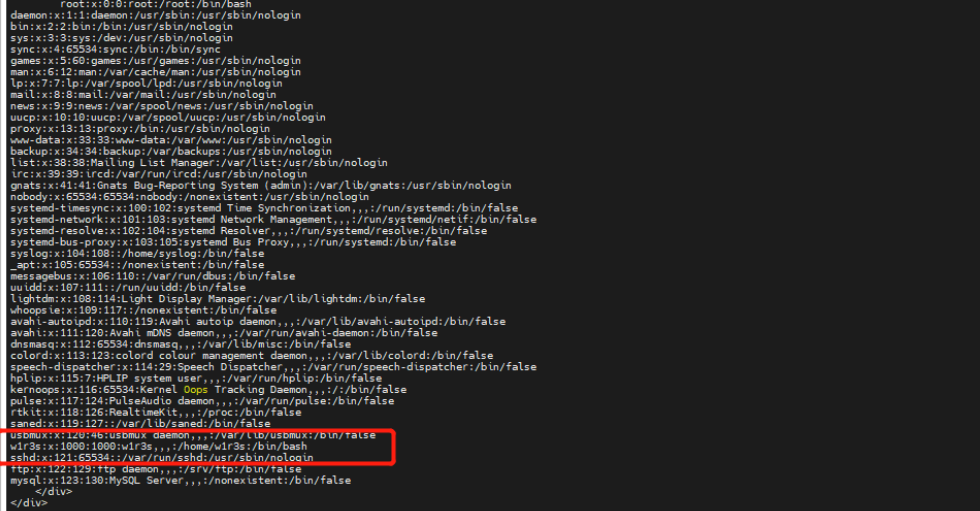 root:x:0:0:root:/root:/bin/bash
daemon:x:1:1:daemon:/usr/sbin:/usr/sbin/nologin
bin:x:2:2:bin:/bin:/usr/sbin/nologin
sys:x:3:3:sys:/dev:/usr/sbin/nologin
sync:x:4:65534:sync:/bin:/bin/sync
games:x:5:60:games:/usr/games:/usr/sbin/nologin
man:x:6:12:man:/var/cache/man:/usr/sbin/nologin
lp:x:7:7:lp:/var/spool/lpd:/usr/sbin/nologin
mail:x:8:8:mail:/var/mail:/usr/sbin/nologin
news:x:9:9:news:/var/spool/news:/usr/sbin/nologin
uucp:x:10:10:uucp:/var/spool/uucp:/usr/sbin/nologin
proxy:x:13:13:proxy:/bin:/usr/sbin/nologin
www-data:x:33:33:www-data:/var/www:/usr/sbin/nologin
backup:x:34:34:backup:/var/backups:/usr/sbin/nologin
list:x:38:38:Mailing List Manager:/var/list:/usr/sbin/nologin
irc:x:39:39:ircd:/var/run/ircd:/usr/sbin/nologin
gnats:x:41:41:Gnats Bug-Reporting System (admin):/var/lib/gnats:/usr/sbin/nologin
nobody:x:65534:65534:nobody:/nonexistent:/usr/sbin/nologin
systemd-timesync:x:100:102:systemd Time Synchronization,,,:/run/systemd:/bin/false
systemd-network:x:101:103:systemd Network Management,,,:/run/systemd/netif:/bin/false
systemd-resolve:x:102:104:systemd Resolver,,,:/run/systemd/resolve:/bin/false
systemd-bus-proxy:x:103:105:systemd Bus Proxy,,,:/run/systemd:/bin/false
syslog:x:104:108::/home/syslog:/bin/false
_apt:x:105:65534::/nonexistent:/bin/false
messagebus:x:106:110::/var/run/dbus:/bin/false
uuidd:x:107:111::/run/uuidd:/bin/false
lightdm:x:108:114:Light Display Manager:/var/lib/lightdm:/bin/false
whoopsie:x:109:117::/nonexistent:/bin/false
avahi-autoipd:x:110:119:Avahi autoip daemon,,,:/var/lib/avahi-autoipd:/bin/false
avahi:x:111:120:Avahi mDNS daemon,,,:/var/run/avahi-daemon:/bin/false
dnsmasq:x:112:65534:dnsmasq,,,:/var/lib/misc:/bin/false
colord:x:113:123:colord colour management daemon,,,:/var/lib/colord:/bin/false
speech-dispatcher:x:114:29:Speech Dispatcher,,,:/var/run/speech-dispatcher:/bin/false
hplip:x:115:7:HPLIP system user,,,:/var/run/hplip:/bin/false
kernoops:x:116:65534:Kernel Oops Tracking Daemon,,,:/:/bin/false
pulse:x:117:124:PulseAudio daemon,,,:/var/run/pulse:/bin/false
rtkit:x:118:126:RealtimeKit,,,:/proc:/bin/false
saned:x:119:127::/var/lib/saned:/bin/false
usbmux:x:120:46:usbmux daemon,,,:/var/lib/usbmux:/bin/false
w1r3s:x:1000:1000:w1r3s,,,:/home/w1r3s:/bin/bash
sshd:x:121:65534::/var/run/sshd:/usr/sbin/nologin
ftp:x:122:129:ftp daemon,,,:/srv/ftp:/bin/false
mysql:x:123:130:MySQL Server,,,:/nonexistent:/bin/false
</div>
</div>